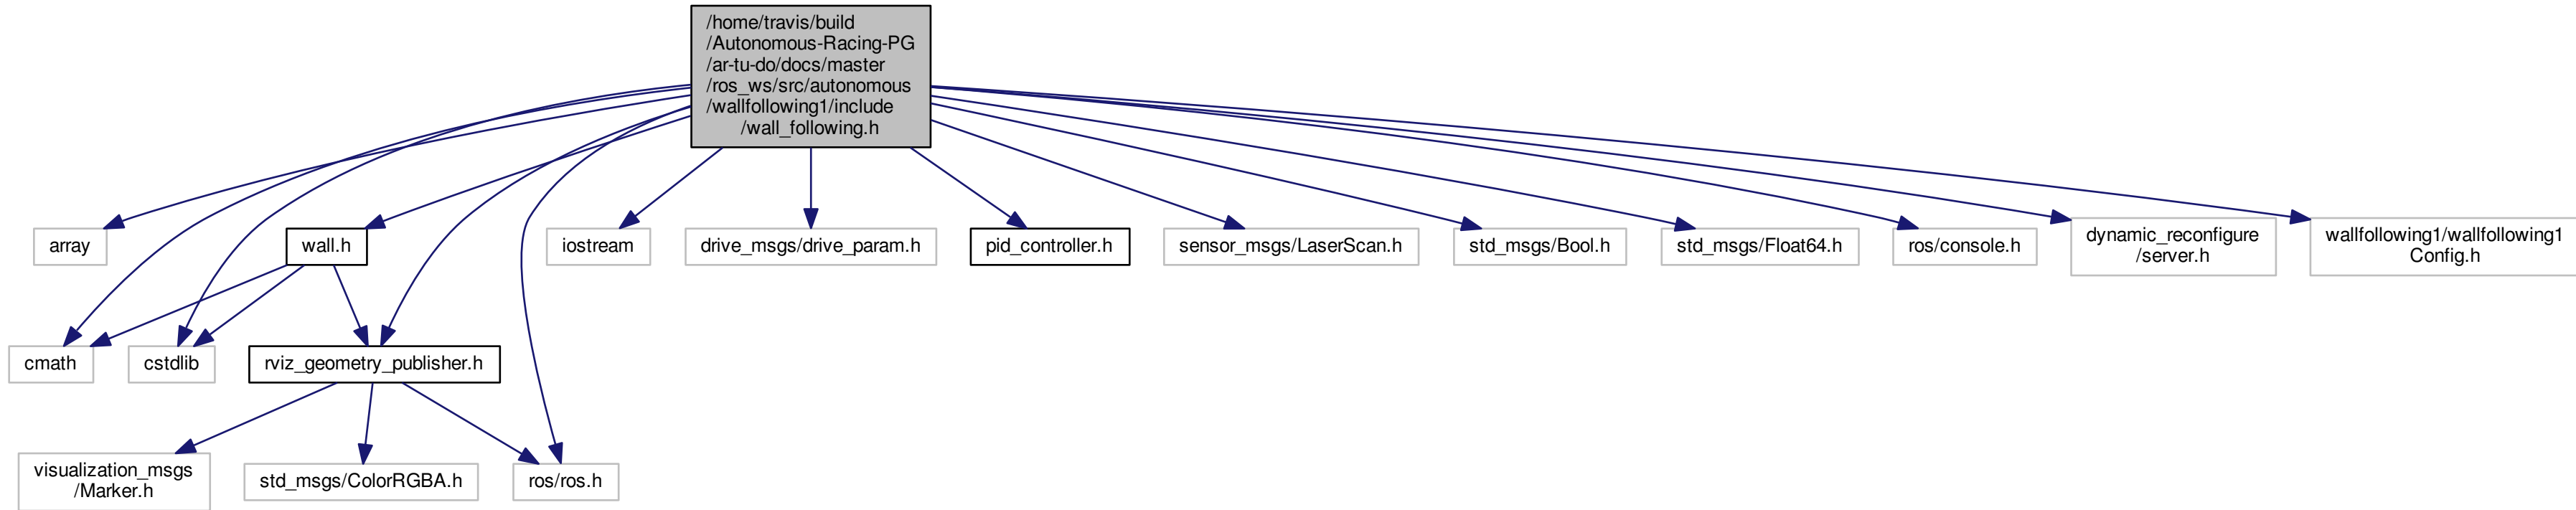 /home/travis/build
/Autonomous-Racing-PG
/ar-tu-do/docs/master
/ros_ws/src/autonomous
/wallfollowing1/include
/wall_following.h
array
wall.h
iostream
drive_msgs/drive_param.h
pid_controller.h
sensor_msgs/LaserScan.h
std_msgs/Bool.h
std_msgs/Float64.h
ros/console.h
dynamic_reconfigure
/server.h
wallfollowing1/wallfollowing1
Config.h
cmath
cstdlib
rviz_geometry_publisher.h
visualization_msgs
/Marker.h
std_msgs/ColorRGBA.h
ros/ros.h